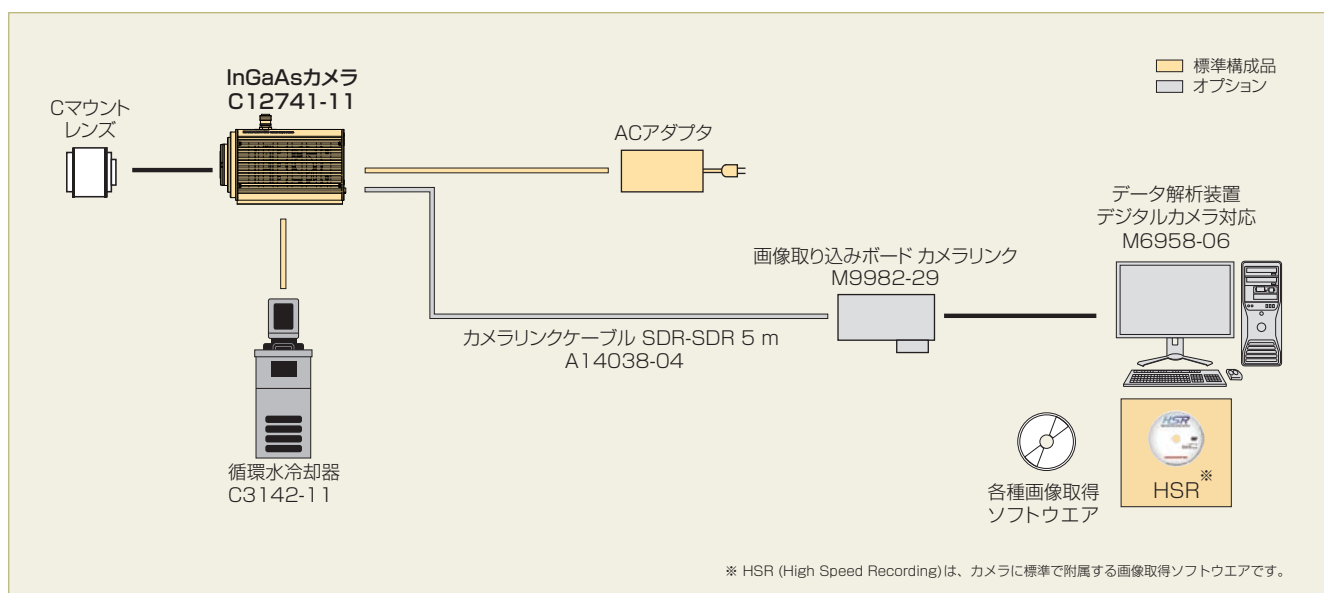 標準構成品
オプション
InGaAsカメラ
C12741-11
Cマウント
レンズ
ACアダプタ
データ解析装置
デジタルカメラ対応
M6958-06
画像取り込みボード カメラリンク
M9982-29
カメラリンクケーブル SDR-SDR 5 m
A14038-04
循環水冷却器
C3142-11
HSR
各種画像取得
ソフトウエア
HSR※
※ HSR (High Speed Recording)は、カメラに標準で附属する画像取得ソフトウエアです。